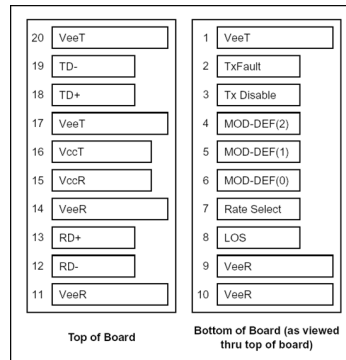 20 VeeT
19 TD-
18 TD+
17 VeeT
16 VccT
15 VccR
14 VeeR
13 RD+
12 RD-
11 VeeR
Top of Board
1 VeeT
2 TxFault
3 Tx Disable
4 MOD-DEF(2)
5 MOD-DEF(1)
6 MOD-DEF(0)
7 Rate Select
8 LOS
9 VeeR
10 VeeR
Bottom of Board (as viewed
thru top of board)